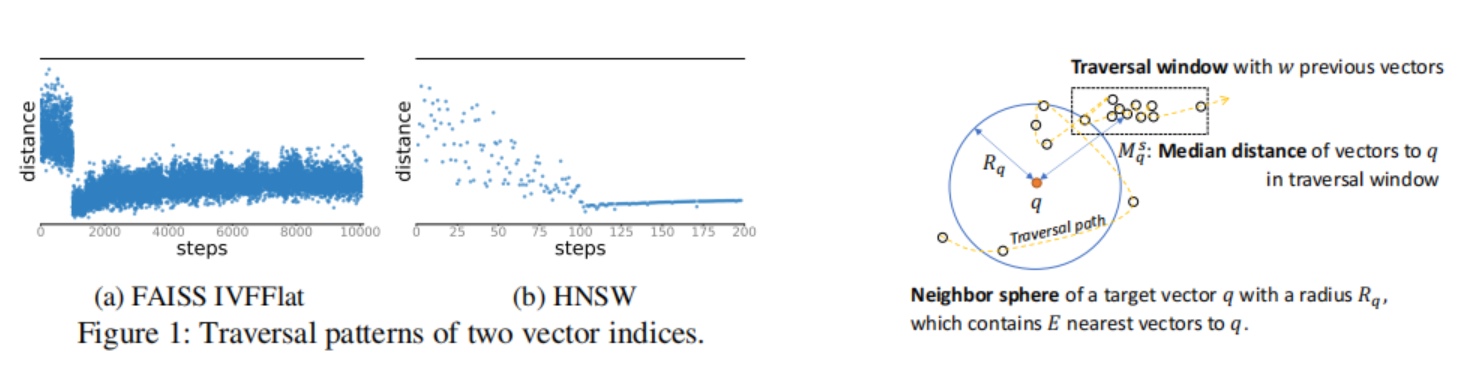 distance
0 2000 4000 6000 8000 10000
steps
(a) FAISS IVFFlat
distance
0 25 50 75 100 125 150 175 200
steps
(b) HNSW
Figure 1: Traversal patterns of two vector indices.
Traversal window with w previous vectors
R_q
q
M_q^s: Median distance of vectors to q
in traversal window
Traversal path
Neighbor sphere of a target vector q with a radius R_q,
which contains E nearest vectors to q.